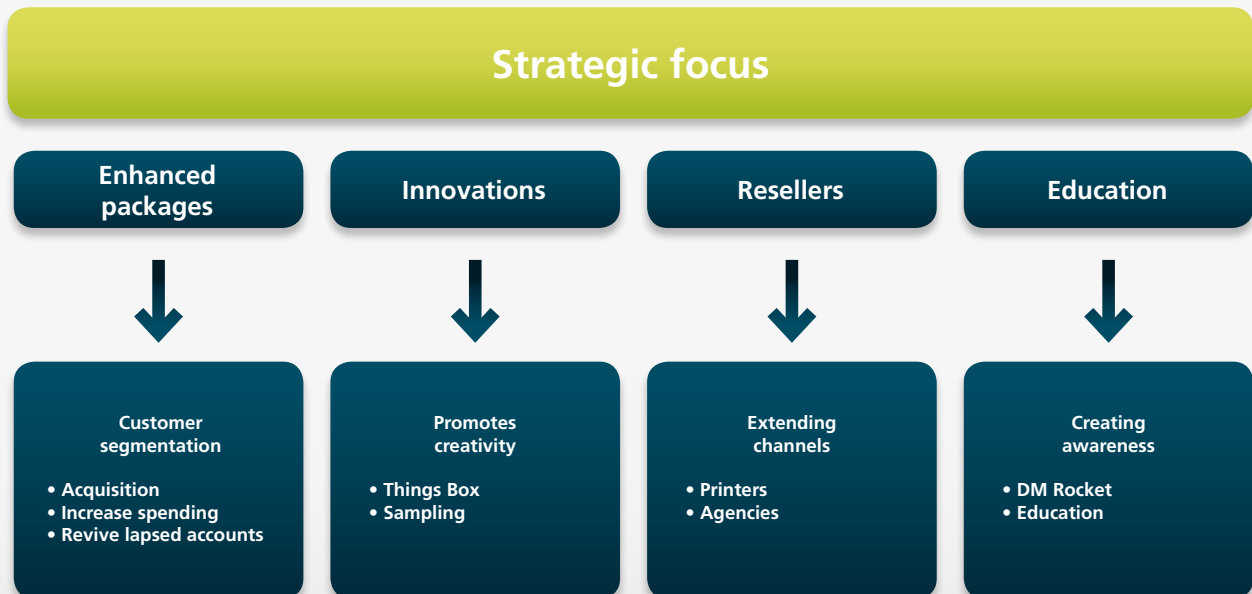 Strategic focus
Enhanced
packages
Innovations
Resellers
Education
Customer
segmentation
• Acquisition
• Increase spending
• Revive lapsed accounts
Promotes
creativity
• Things Box
• Sampling
Extending
channels
• Printers
• Agencies
Creating
awareness
• DM Rocket
• Education